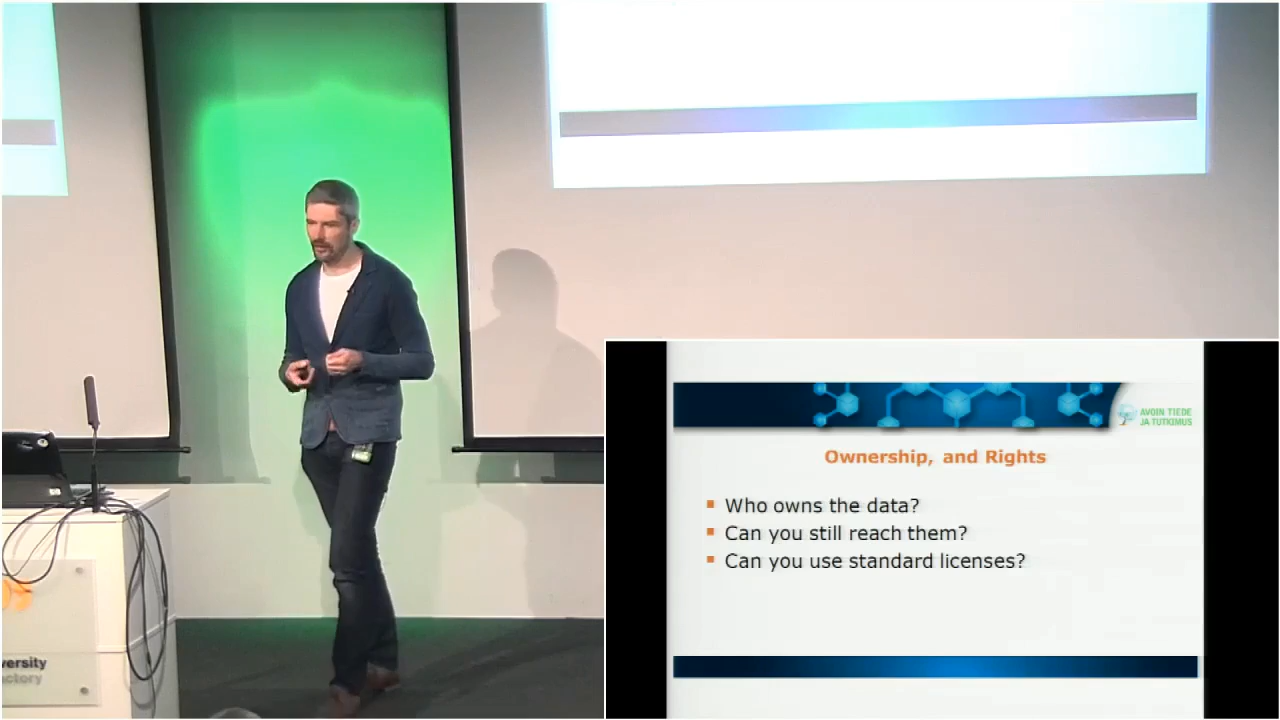 AVOIN TIEDE
JA TUTKIMUS
Ownership, and Rights
Who owns the data?
Can you still reach them?
Can you use standard licenses?
versity
actory